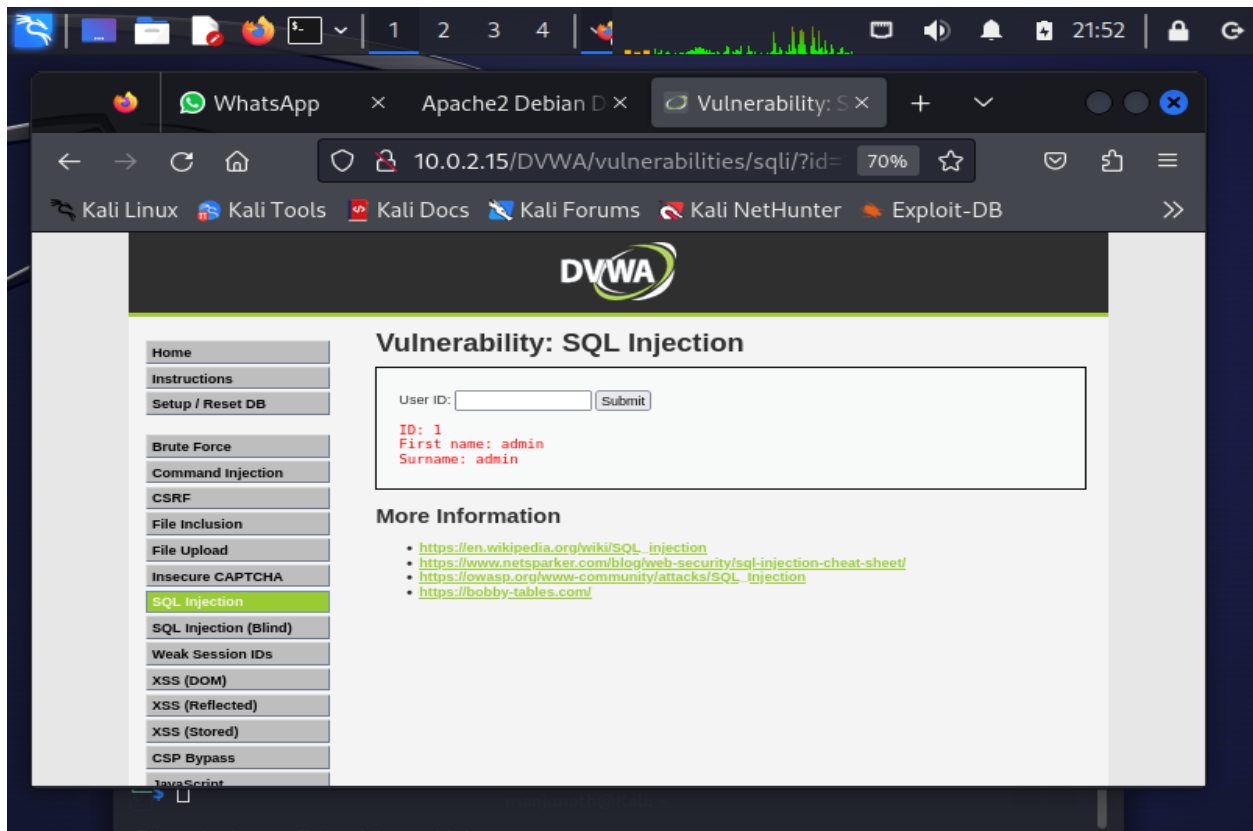 1 2 3 4 21:52
WhatsApp Apache2 Debian D Vulnerability: S
10.0.2.15/DVWA/vulnerabilities/sqli/?id= 70%
Kali Linux Kali Tools Kali Docs Kali Forums Kali NetHunter Exploit-DB
DVWA
Vulnerability: SQL Injection
User ID: Submit
ID: 1
First name: admin
Surname: admin
More Information
https://en.wikipedia.org/wiki/SQL_injection
https://www.netsparker.com/blog/web-security/sql-injection-cheat-sheet/
https://owasp.org/www-community/attacks/SQL_Injection
https://bobby-tables.com/
Home
Instructions
Setup / Reset DB
Brute Force
Command Injection
CSRF
File Inclusion
File Upload
Insecure CAPTCHA
SQL Injection
SQL Injection (Blind)
Weak Session IDs
XSS (DOM)
XSS (Reflected)
XSS (Stored)
CSP Bypass
JavaScript